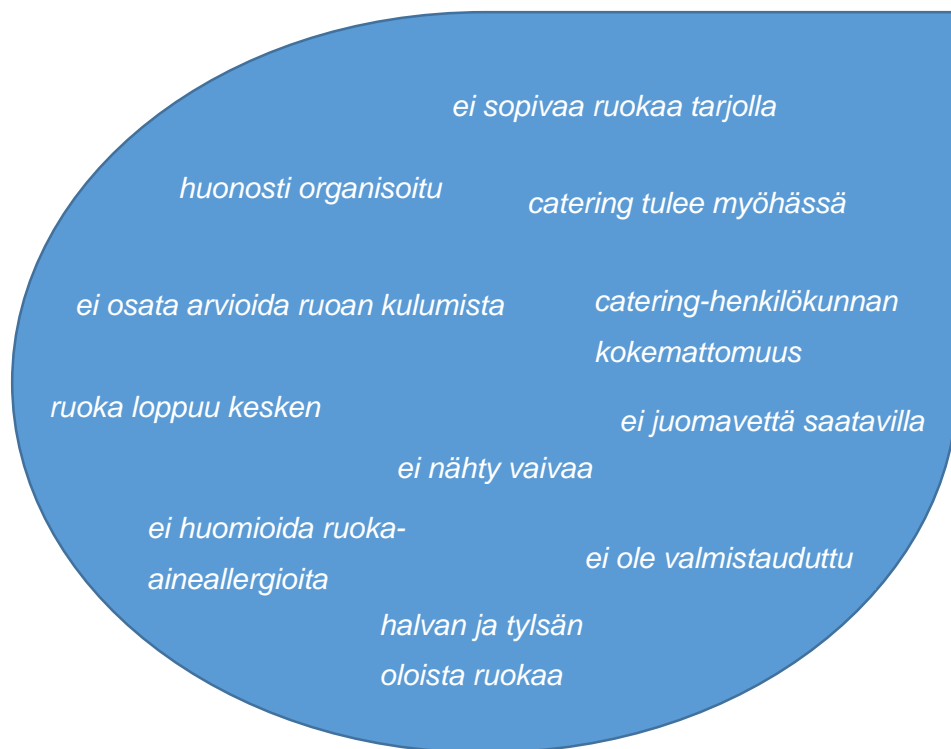 ei sopivaa ruokaa tarjolla
huonosti organisoitu
catering tulee myöhässä
ei osata arvioida ruoan kulumista
catering-henkilökunnan
kokemattomuus
ruoka loppuu kesken
ei juomavettä saatavilla
ei nähty vaivaa
ei huomioida ruoka-
aineallergioita
ei ole valmistauduttu
halvan ja tylsän
oloista ruokaa